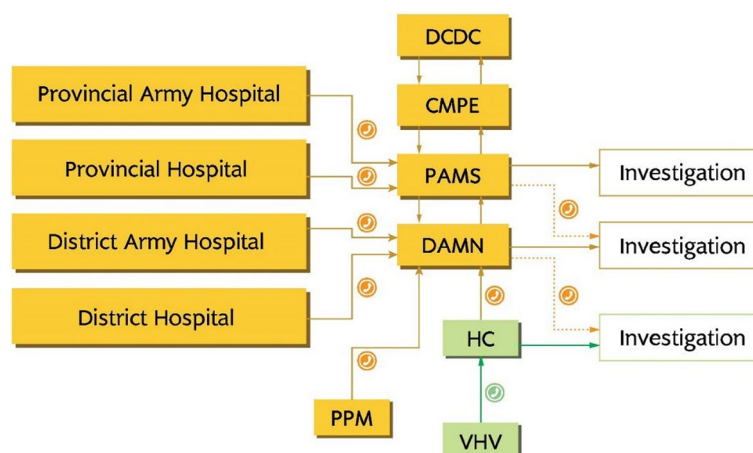 DCDC
Provincial Army Hospital
CMPE
Provincial Hospital
PAMS
Investigation
District Army Hospital
DAMN
Investigation
District Hospital
HC
Investigation
PPM
VHV